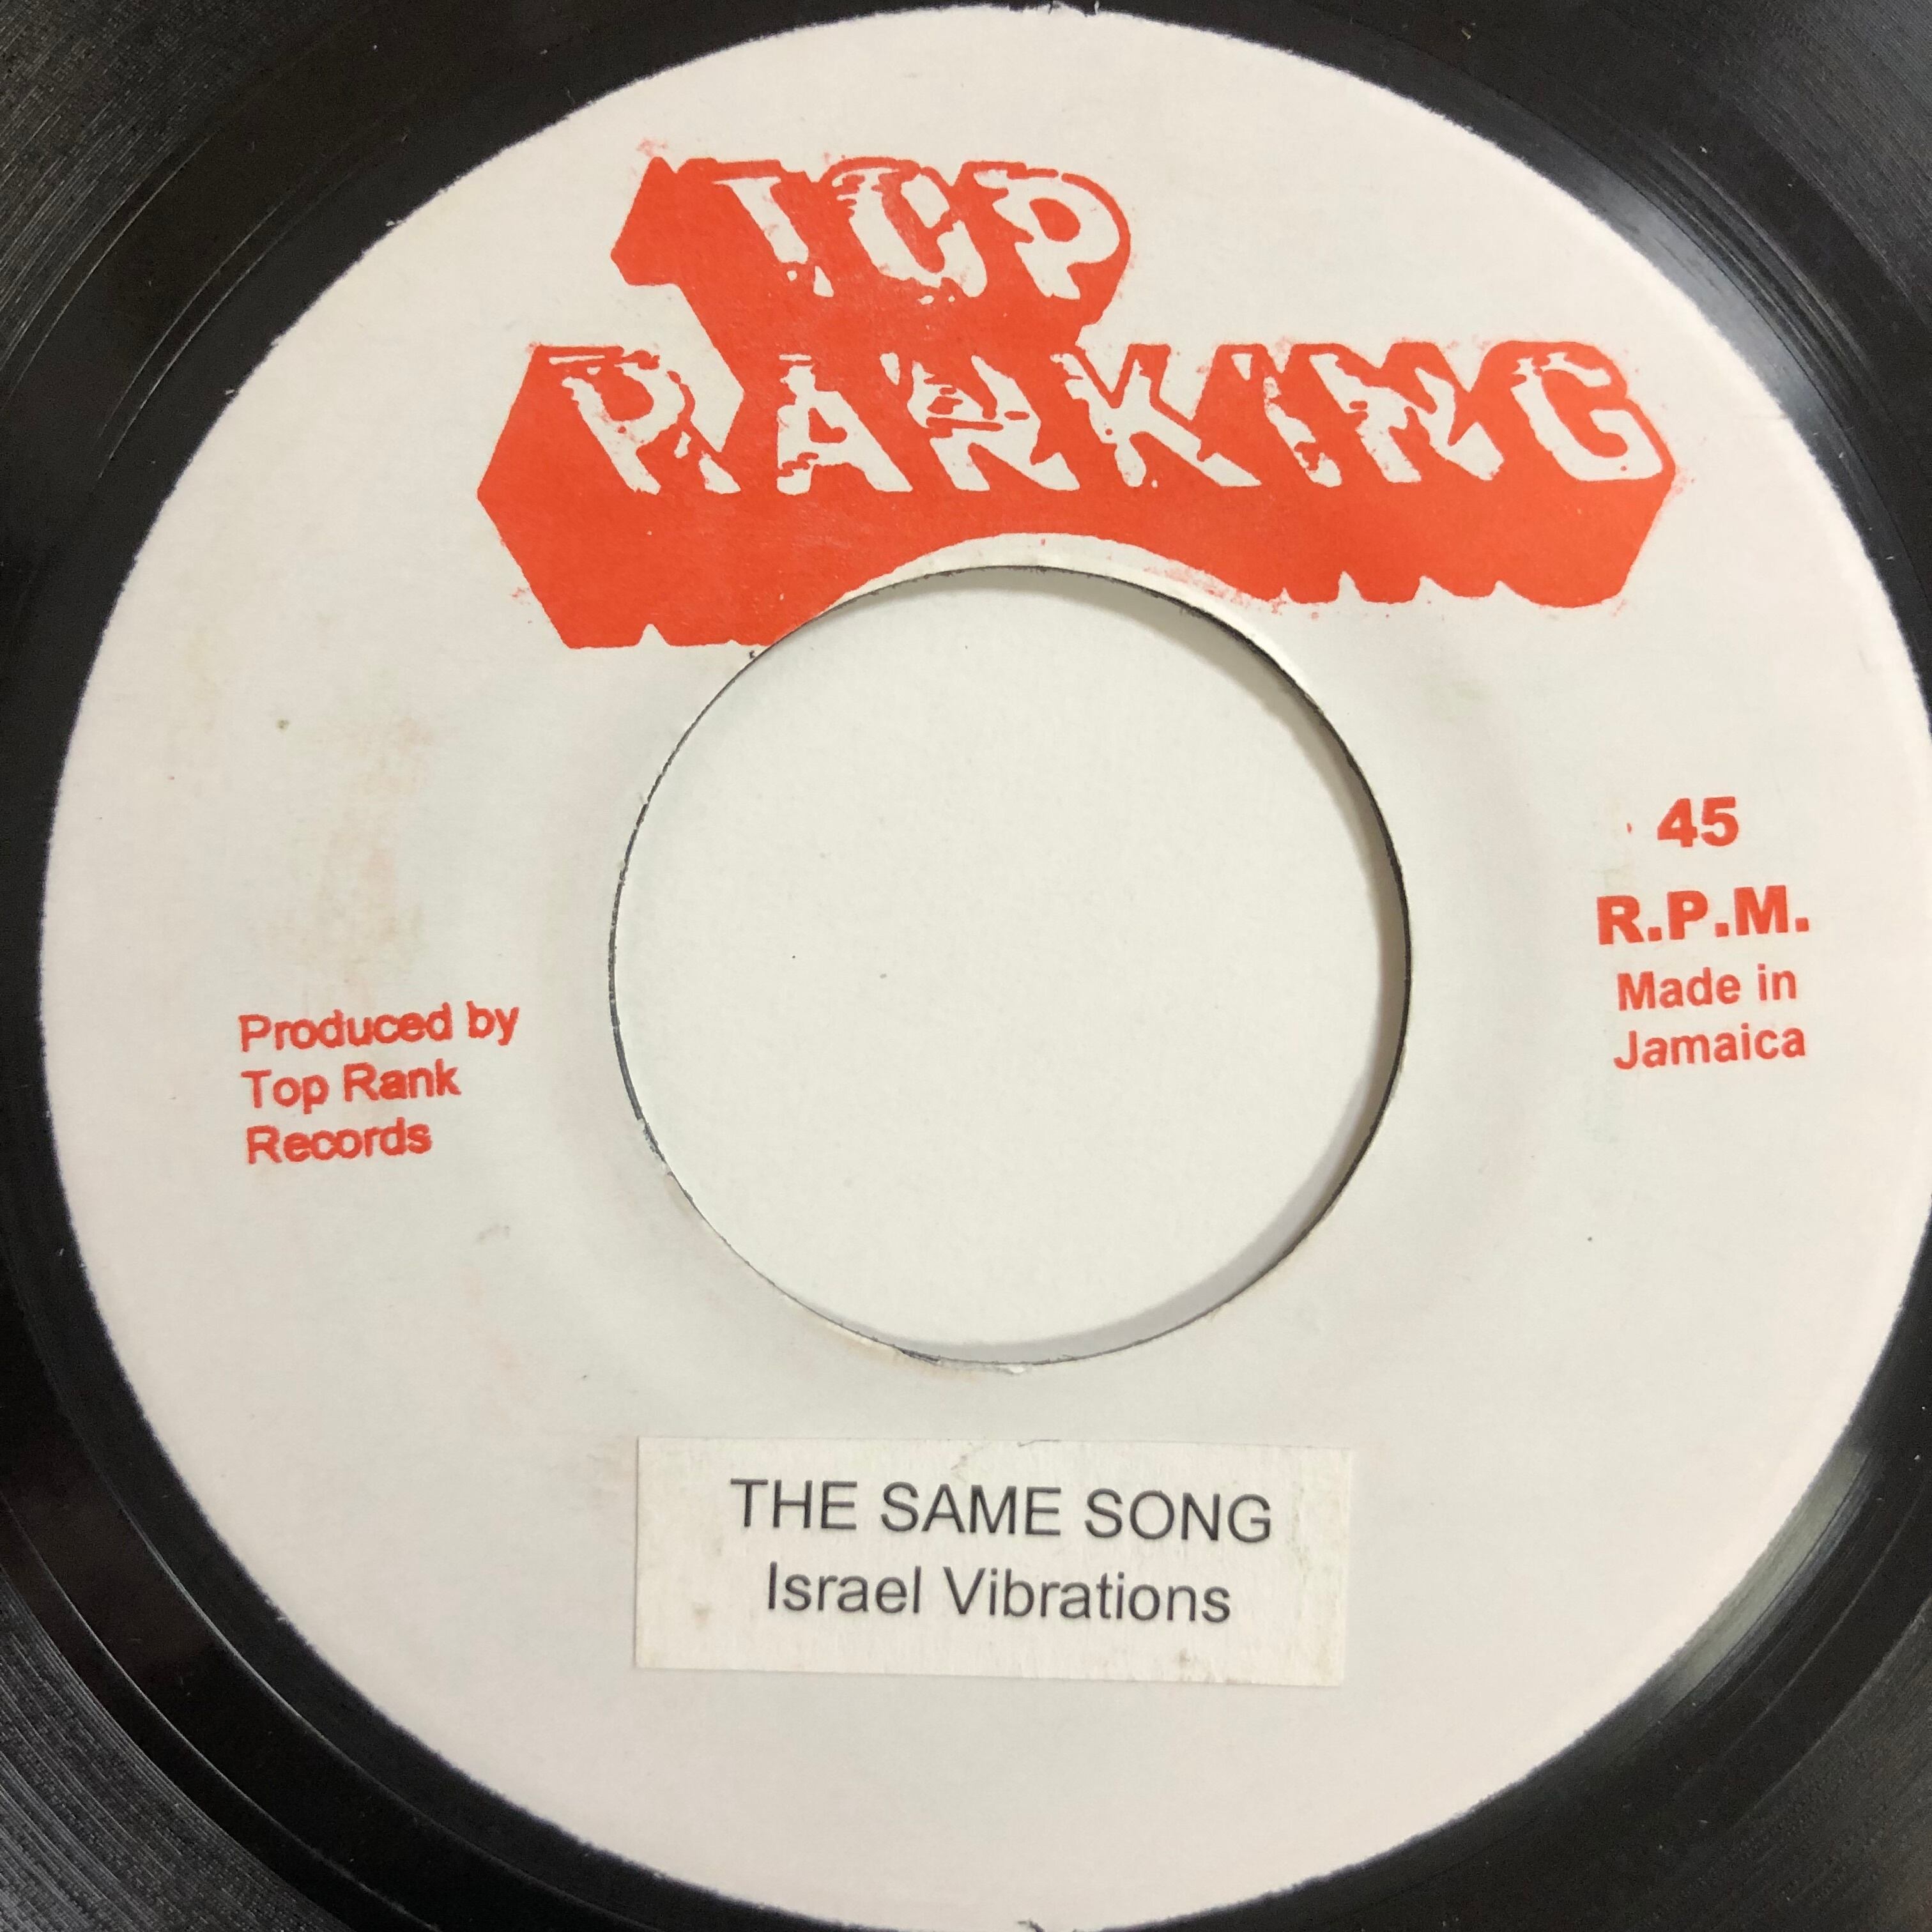 TOP
RANKING
45
R.P.M.
Made in
Jamaica
Produced by
Top Rank
Records
THE SAME SONG
Israel Vibrations